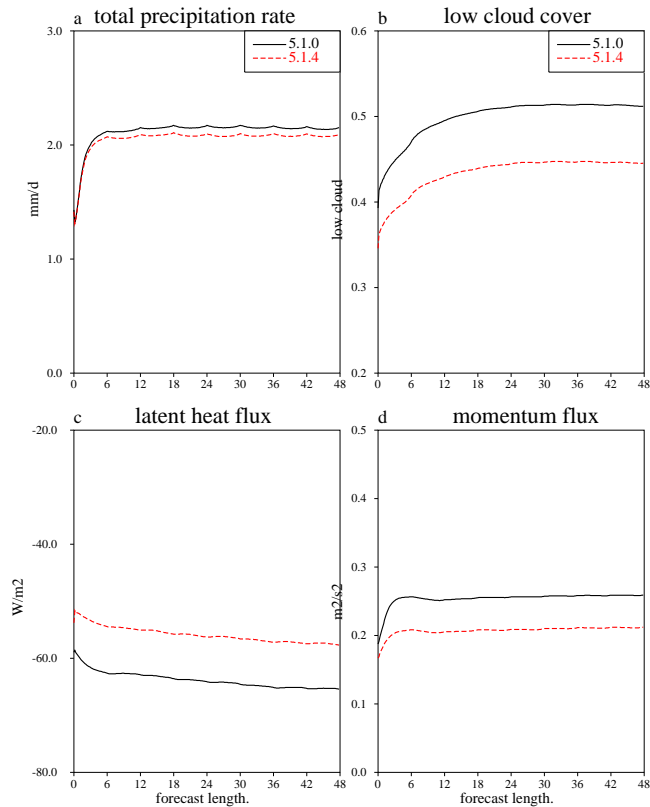 a total precipitation rate
5.1.0
5.1.4
mm/d
3.0
2.0
1.0
0.0
0 6 12 18 24 30 36 42 48
b low cloud cover
5.1.0
5.1.4
low cloud
0.6
0.5
0.4
0.3
0.2
0 6 12 18 24 30 36 42 48
c latent heat flux
W/m2
-20.0
-40.0
-60.0
-80.0
0 6 12 18 24 30 36 42 48
forecast length.
d momentum flux
m2/s2
0.5
0.4
0.3
0.2
0.1
0.0
0 6 12 18 24 30 36 42 48
forecast length.